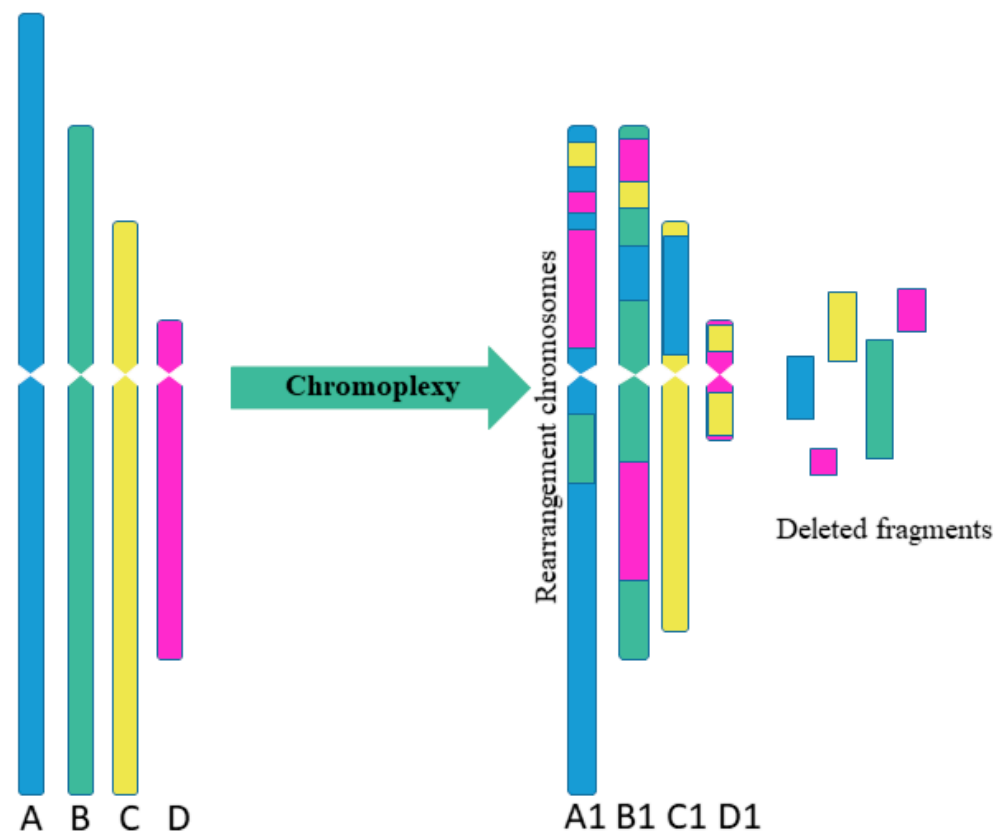 Chromoplexy
Rearrangement chromosomes
Deleted fragments
A B C D
A1 B1 C1 D1